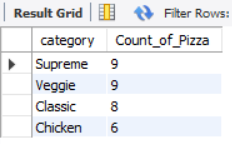 Result Grid Filter Rows:
category Count_of_Pizza
Supreme 9
Veggie 9
Classic 8
Chicken 6